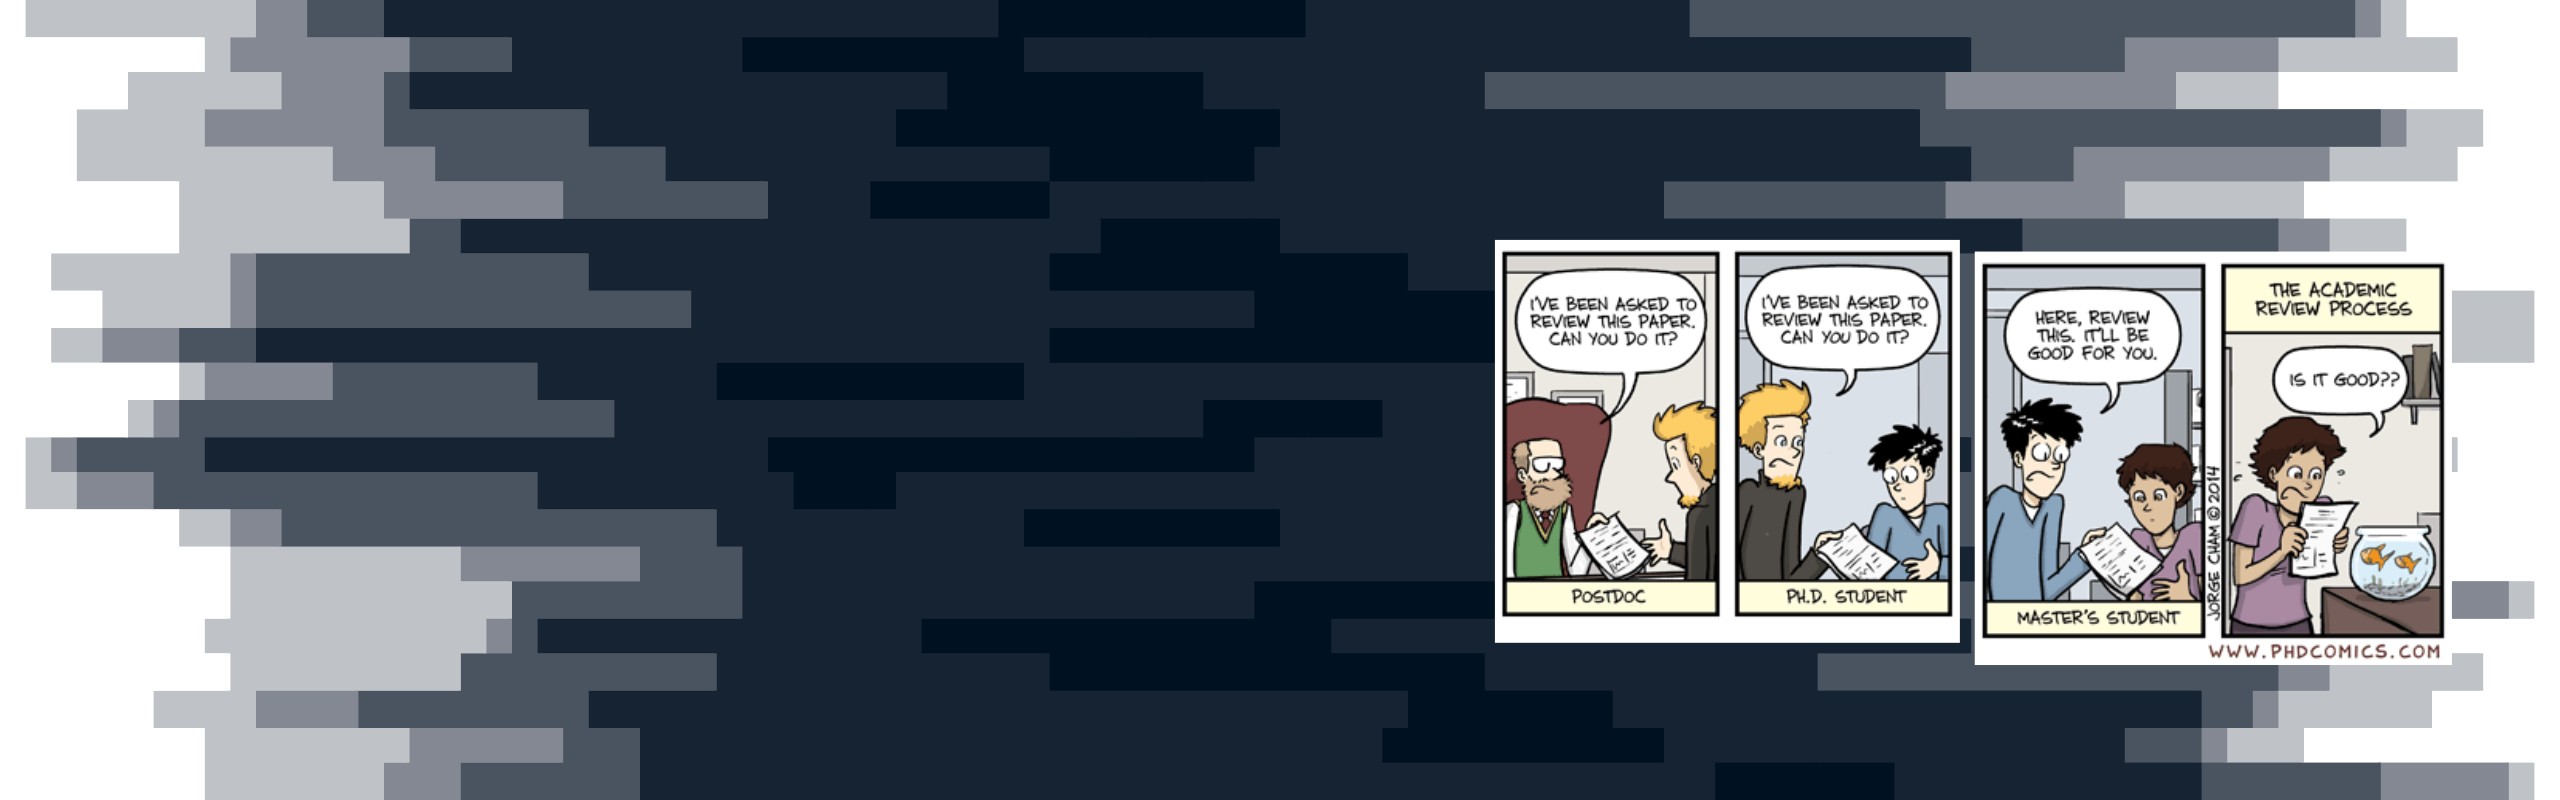 I'VE BEEN ASKED TO
REVIEW THIS PAPER.
CAN YOU DO IT?
POSTDOC
I'VE BEEN ASKED TO
REVIEW THIS PAPER.
CAN YOU DO IT?
PH.D. STUDENT
HERE, REVIEW
THIS. IT'LL BE
GOOD FOR YOU.
MASTER'S STUDENT
JORGE CHAM © 2014
THE ACADEMIC
REVIEW PROCESS
IS IT GOOD??
WWW.PHDCOMICS.COM